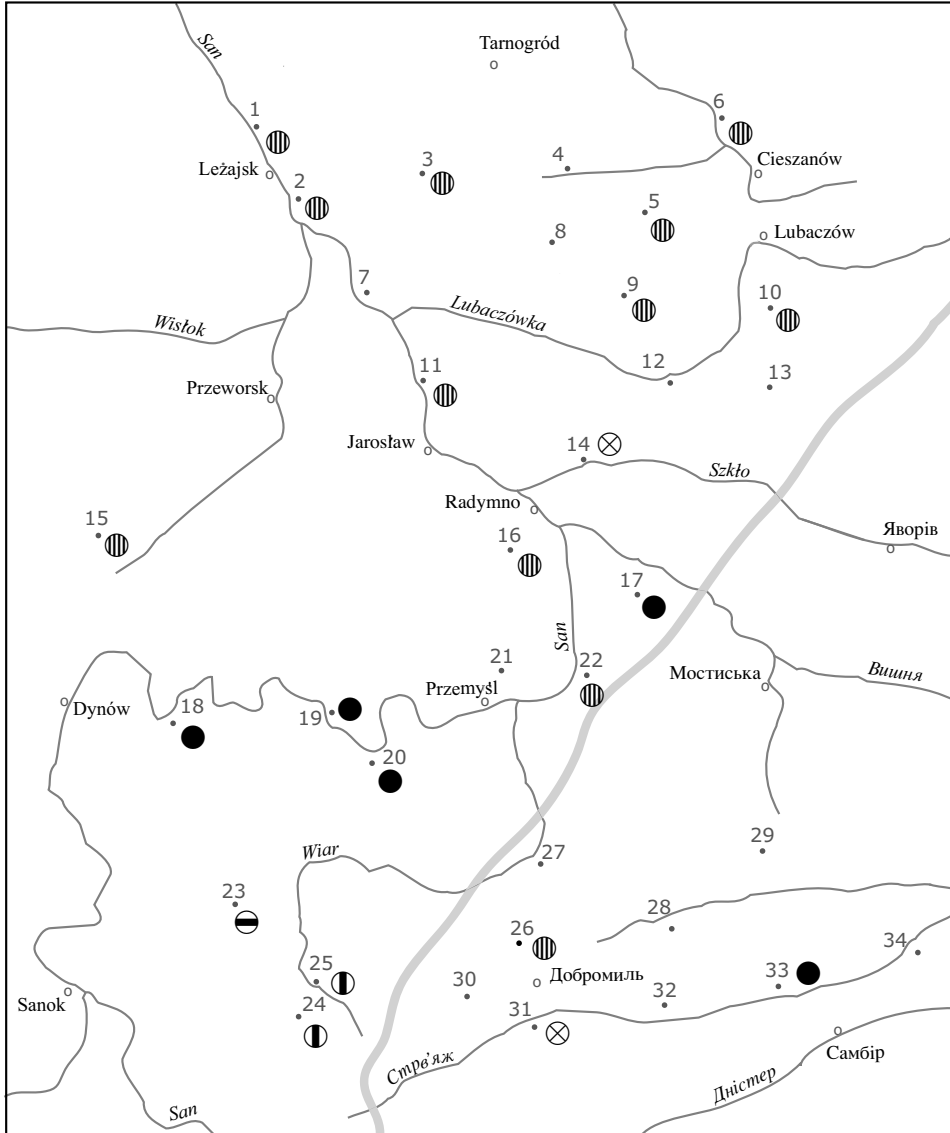 San
Tarnogród
1
6
3
4
Leżajsk
Cieszanów
2
5
8
Lubaczów
7
9
10
Wisłok
Lubaczówka
11
12
13
Przeworsk
Jarosław
14
Szkło
Radymno
15
16
Яворів
17
San
21
22
Dynów
18
19
Przemyśl
Мостиська
Вишня
20
Wiar
27
29
23
28
26
34
25
30
Добромиль
33
Sanok
24
31
32
Стрв’яж
Самбір
Дністер
San